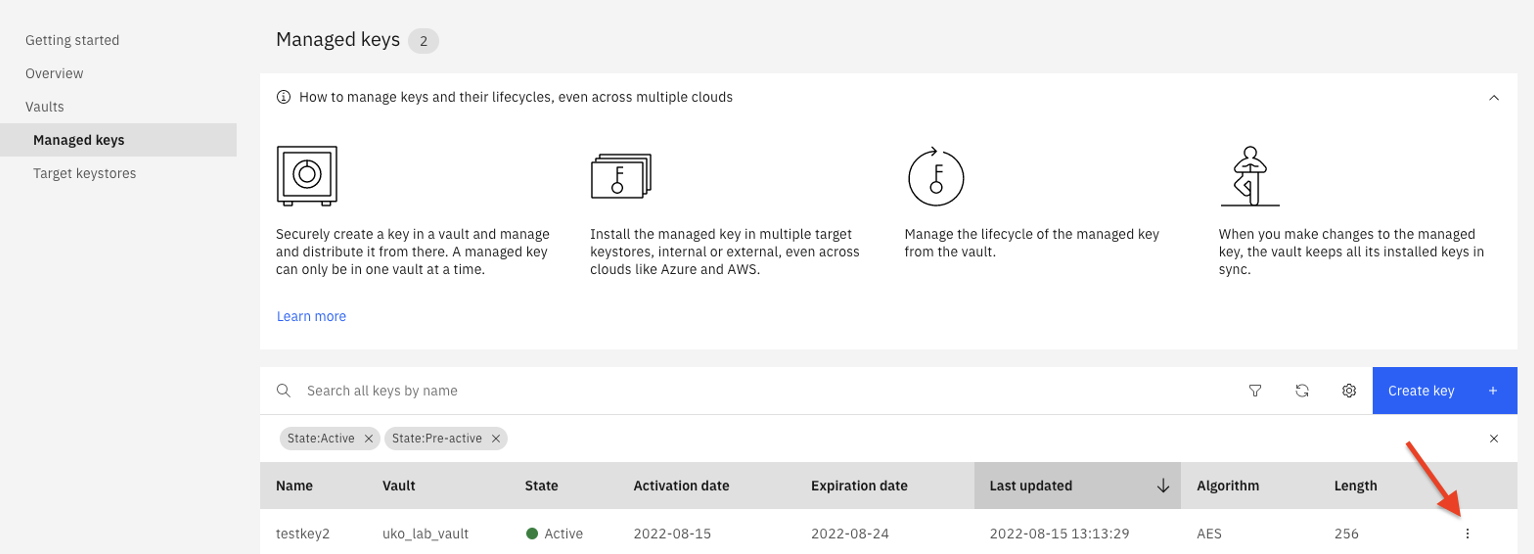 Getting started
Overview
Vaults
Managed keys
Target keystores
Managed keys 2
How to manage keys and their lifecycles, even across multiple clouds
Securely create a key in a vault and manage
and distribute it from there. A managed key
can only be in one vault at a time.
Install the managed key in multiple target
keystores, internal or external, even across
clouds like Azure and AWS.
Manage the lifecycle of the managed key
from the vault.
When you make changes to the managed
key, the vault keeps all its installed keys in
sync.
Learn more
Search all keys by name
Create key +
State:Active × State:Pre-active ×
Name Vault State Activation date Expiration date Last updated Algorithm Length
testkey2 uko_lab_vault Active 2022-08-15 2022-08-24 2022-08-15 13:13:29 AES 256